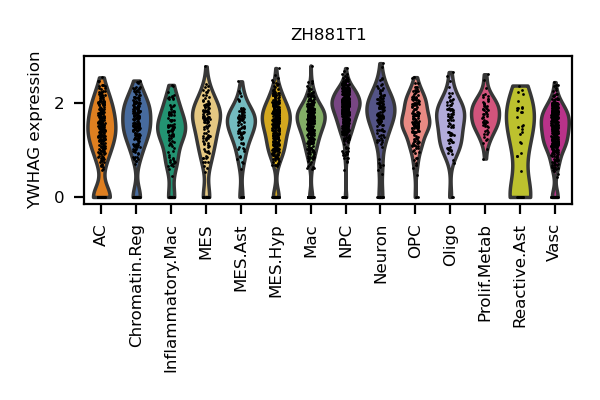 ZH881T1
YWHAG expression
2
0
AC
Chromatin.Reg
Inflammatory.Mac
MES
MES.Ast
MES.Hyp
Mac
NPC
Neuron
OPC
Oligo
Prolif.Metab
Reactive.Ast
Vasc